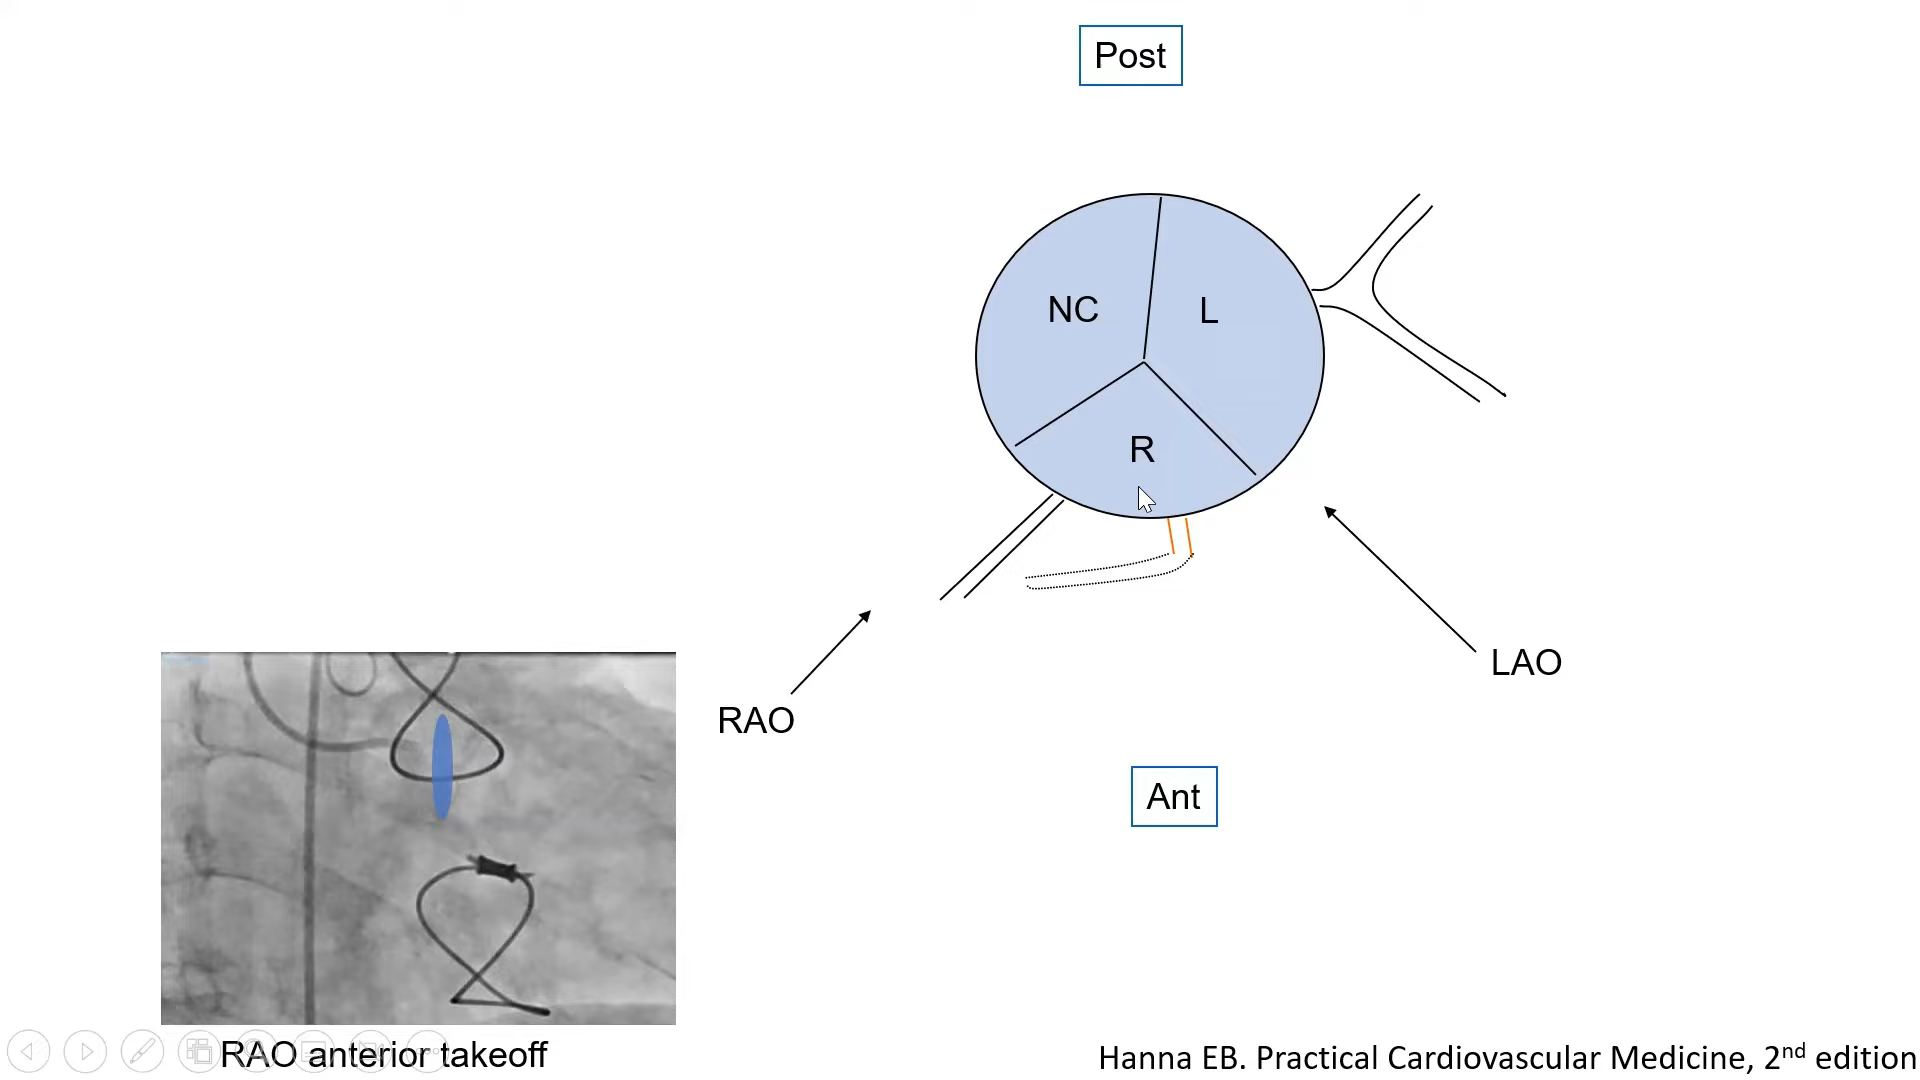 Post
NC
L
R
LAO
RAO
Ant
RAO anterior takeoff
Hanna EB. Practical Cardiovascular Medicine, 2nd edition